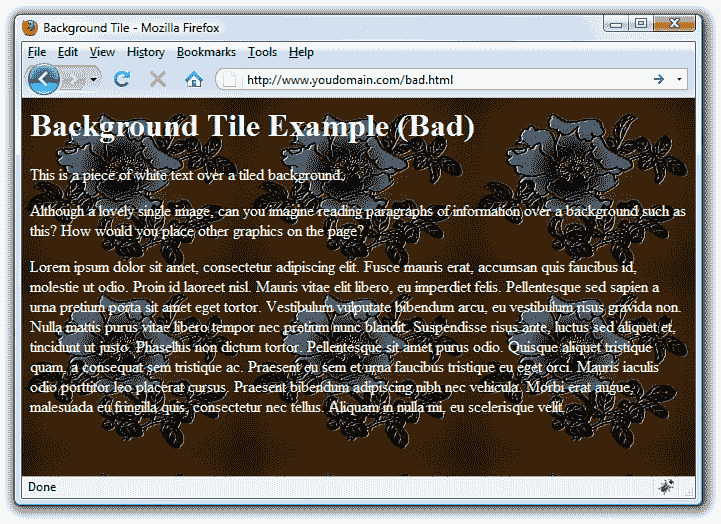 Background Tile - Mozilla Firefox
File Edit View History Bookmarks Tools Help
http://www.youdomain.com/bad.html
Background Tile Example (Bad)
This is a piece of white text over a tiled background.
Although a lovely single image, can you imagine reading paragraphs of information over a background such as
this? How would you place other graphics on the page?
Lorem ipsum dolor sit amet, consectetur adipiscing elit. Fusce mauris erat, accumsan quis faucibus id,
molestie ut odio. Proin id laoreet nisl. Mauris vitae elit libero, eu imperdiet felis. Pellentesque sed sapien a
urna pretium porta sit amet eget tortor. Vestibulum vulputate bibendum arcu, eu vestibulum risus gravida non.
Nulla mattis purus vitae libero tempor nec pretium nunc blandit. Suspendisse risus ante, luctus sed aliquet et,
tincidunt ut justo. Phasellus non dictum tortor. Pellentesque sit amet purus odio. Quisque aliquet tristique
quam, a consequat sem tristique ac. Praesent eu sem et urna faucibus tristique eu eget orci. Mauris iaculis
odio porttitor leo placerat cursus. Praesent bibendum adipiscing nibh nec vehicula. Morbi erat augue,
malesuada eu fringilla quis, consectetur nec tellus. Aliquam in nulla mi, eu scelerisque velit.
Done